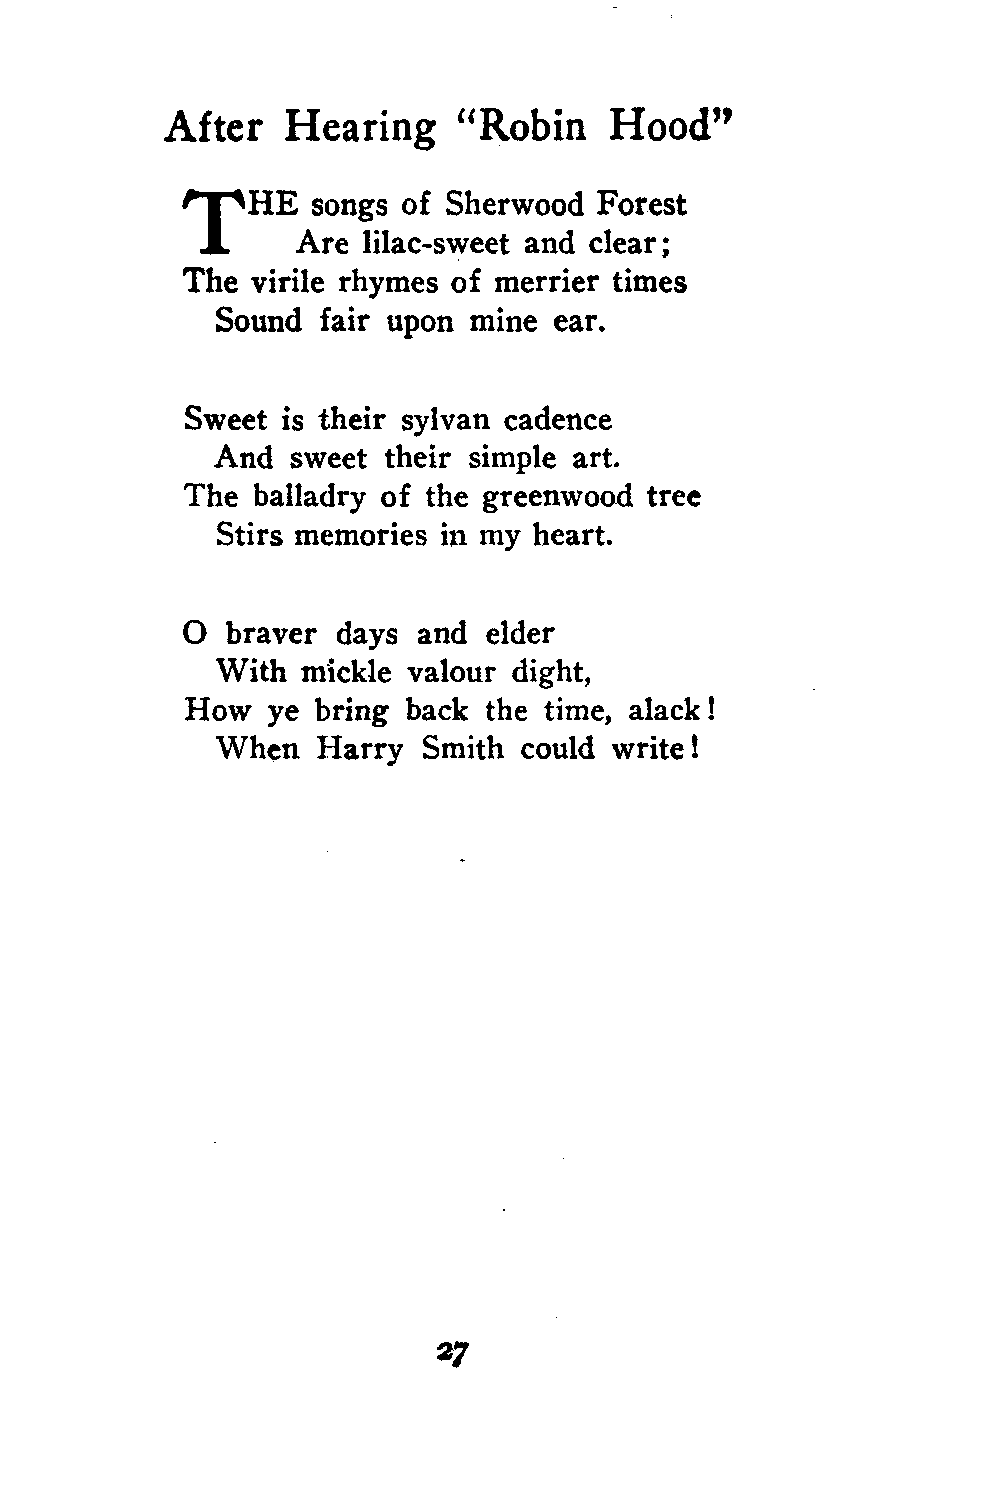 After Hearing “Robin Hood”
THE songs of Sherwood Forest
Are lilac-sweet and clear;
The virile rhymes of merrier times
Sound fair upon mine ear.
Sweet is their sylvan cadence
And sweet their simple art.
The balladry of the greenwood tree
Stirs memories in my heart.
O braver days and elder
With mickle valour dight,
How ye bring back the time, alack!
When Harry Smith could write!
27